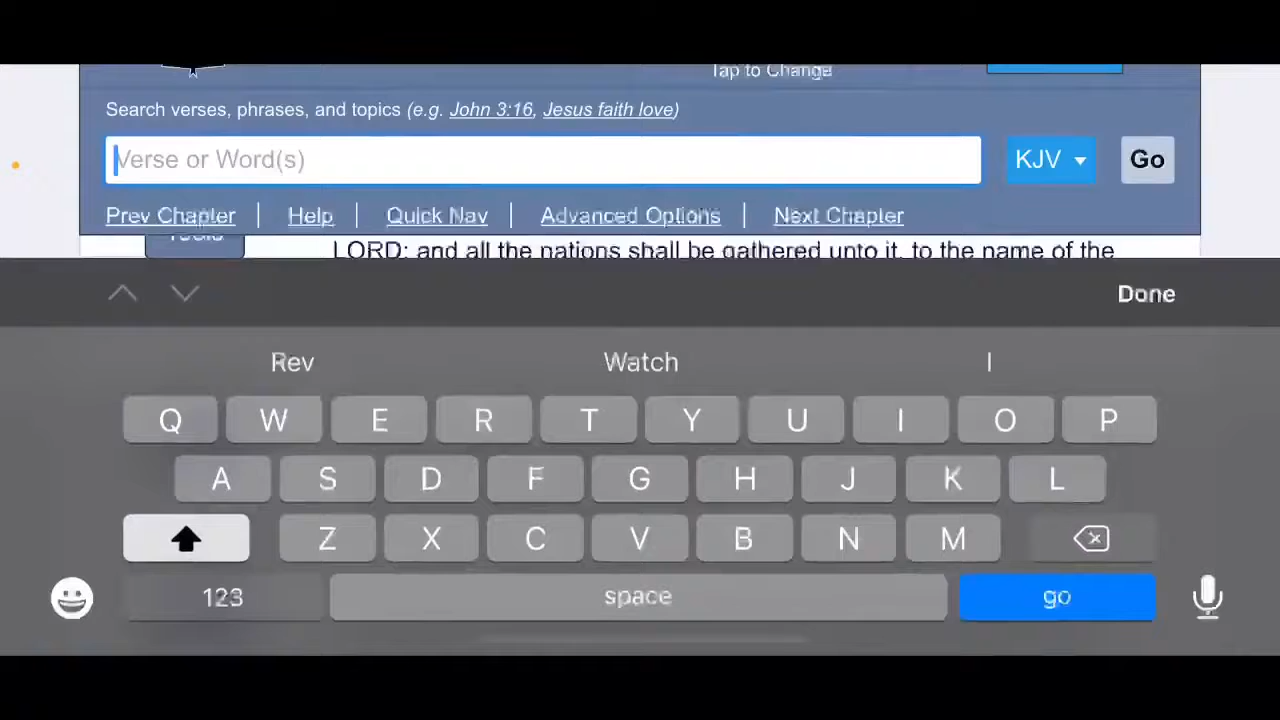 Tap to Change
Search verses, phrases, and topics (e.g. John 3:16, Jesus faith love)
Verse or Word(s) KJV Go
Prev Chapter | Help | Quick Nav | Advanced Options | Next Chapter
Tools
LORD: and all the nations shall be gathered unto it, to the name of the
Done
Rev Watch I
Q W E R T Y U I O P
A S D F G H J K L
Z X C V B N M
123 space go